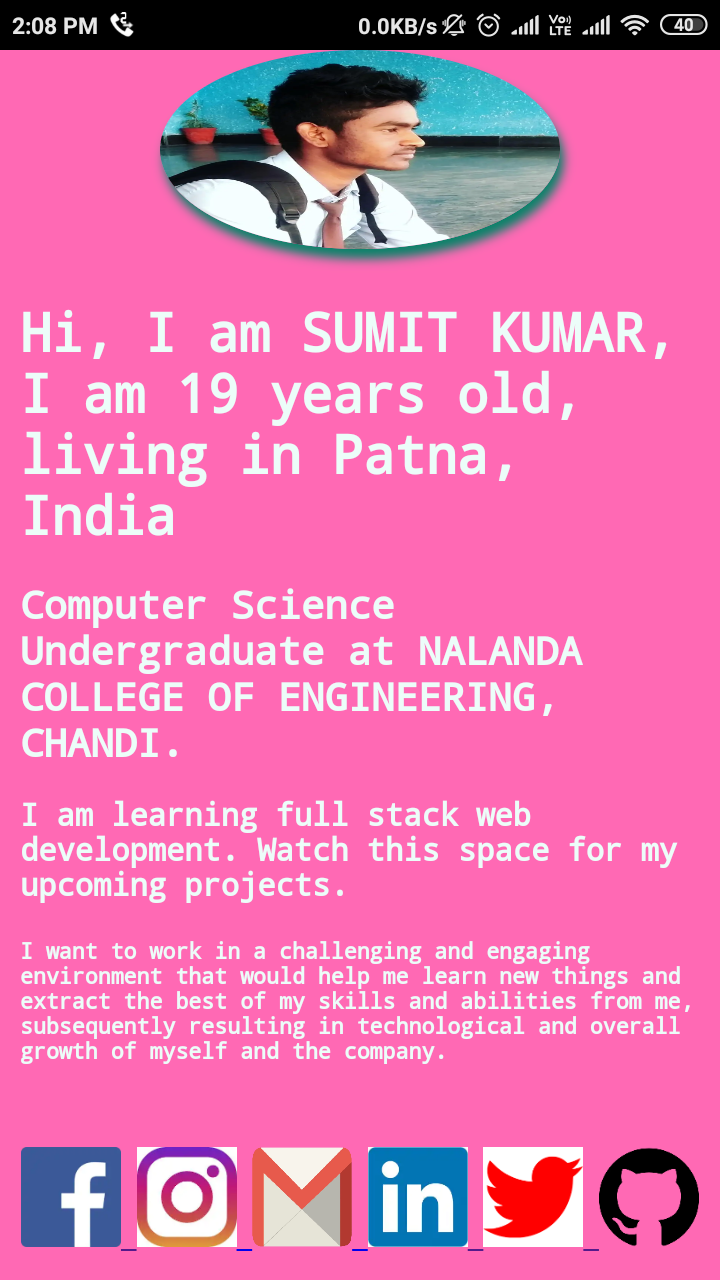 2:08 PM 0.0KB/s Vo) LTE 40
Hi, I am SUMIT KUMAR,
I am 19 years old,
living in Patna,
India
Computer Science
Undergraduate at NALANDA
COLLEGE OF ENGINEERING,
CHANDI.
I am learning full stack web
development. Watch this space for my
upcoming projects.
I want to work in a challenging and engaging
environment that would help me learn new things and
extract the best of my skills and abilities from me,
subsequently resulting in technological and overall
growth of myself and the company.
f in